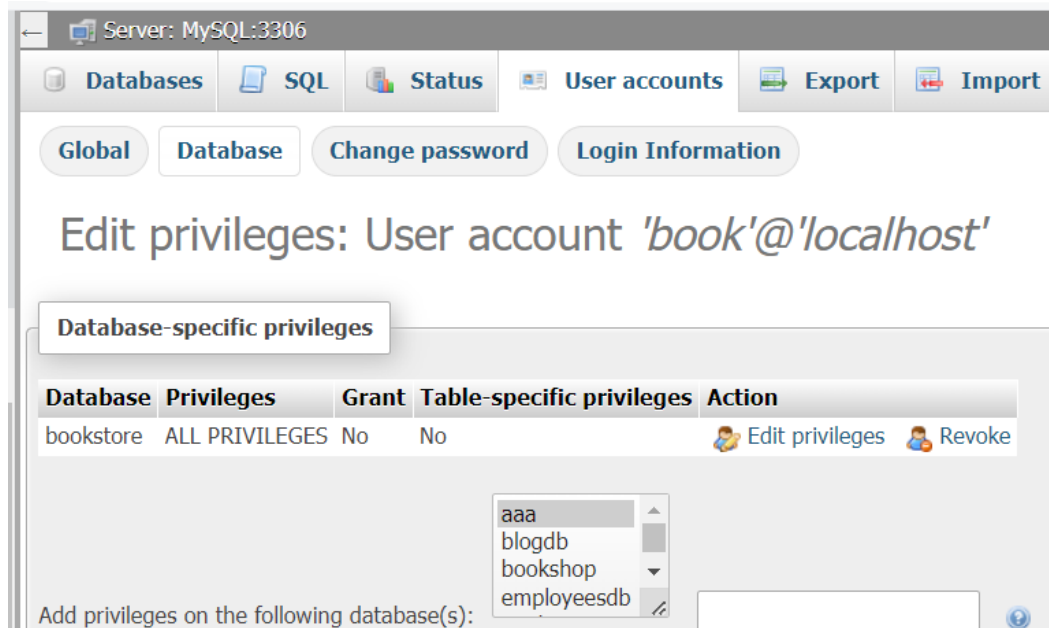 ← Server: MySQL:3306
Databases SQL Status User accounts Export Import
Global Database Change password Login Information
Edit privileges: User account 'book'@'localhost'
Database-specific privileges
Database Privileges Grant Table-specific privileges Action
bookstore ALL PRIVILEGES No No Edit privileges Revoke
aaa
blogdb
bookshop
employeesdb
Add privileges on the following database(s):